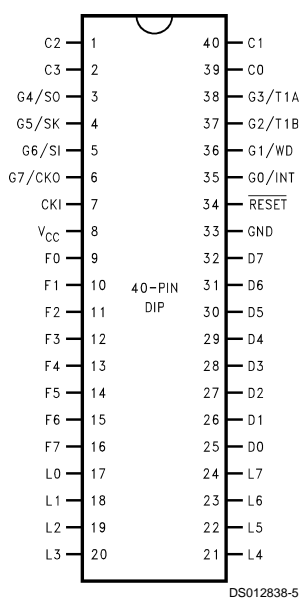 C2 1 40 C1
C3 2 39 C0
G4/SO 3 38 G3/T1A
G5/SK 4 37 G2/T1B
G6/SI 5 36 G1/WD
G7/CKO 6 35 G0/INT
CKI 7 34 RESET
VCC 8 33 GND
F0 9 32 D7
F1 10 31 D6
40-PIN
DIP
F2 11 30 D5
F3 12 29 D4
F4 13 28 D3
F5 14 27 D2
F6 15 26 D1
F7 16 25 D0
L0 17 24 L7
L1 18 23 L6
L2 19 22 L5
L3 20 21 L4
DS012838-5